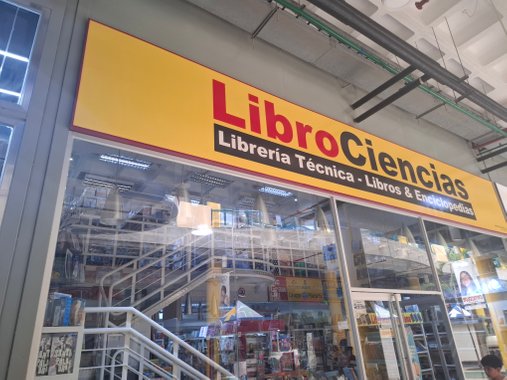 LibroCiencias
Librería Técnica - Libros & Enciclopedias